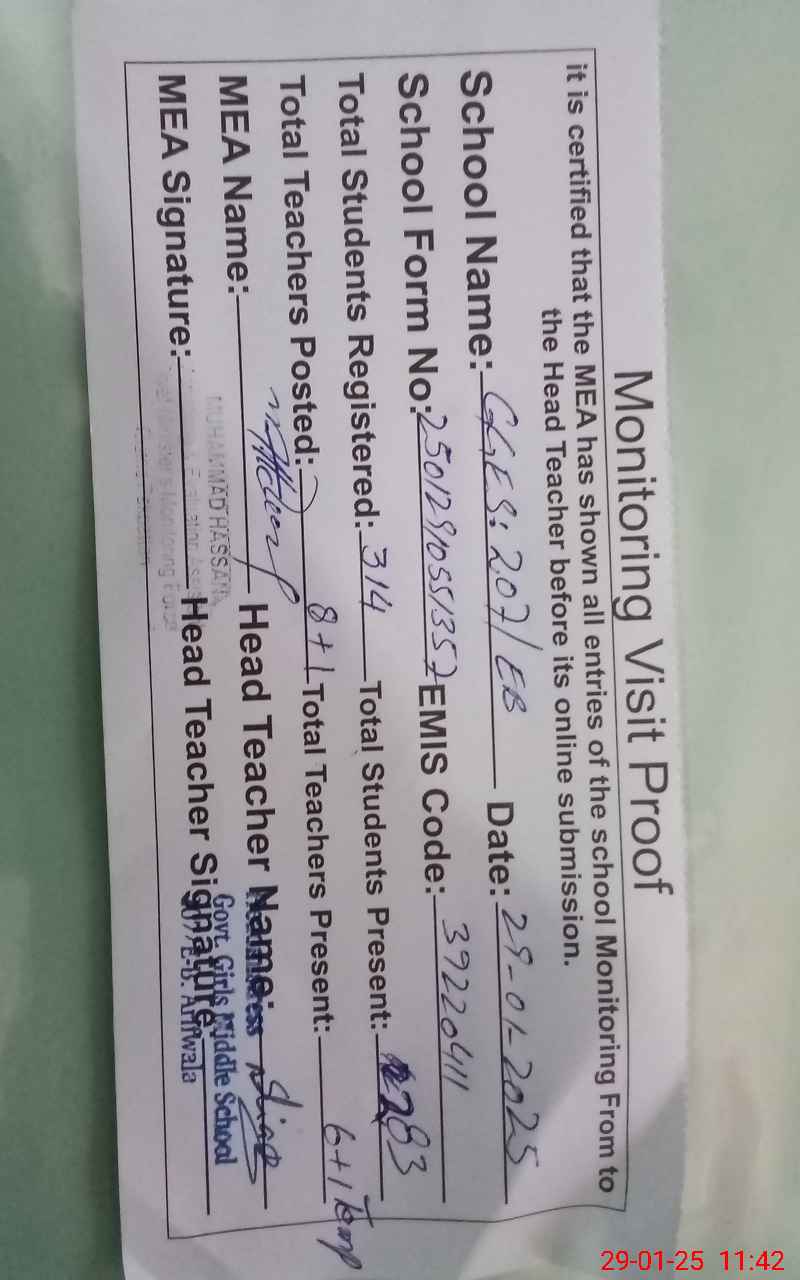 Monitoring Visit Proof
it is certified that the MEA has shown all entries of the school Monitoring From to
the Head Teacher before its online submission.
School Name: GGES: 207/EB Date: 29-01-2025
School Form No: 25012910551357 EMIS Code: 39220411
Total Students Registered: 314 Total Students Present: 283
Total Teachers Posted: 8+1 Total Teachers Present: 6+1 Temp
MEA Name: Head Teacher Name:
MUHAMMAD HASSAN
Govt. Girls Middle School
MEA Signature: Head Teacher Signature
207/E-B. Arifwala
29-01-25 11:42